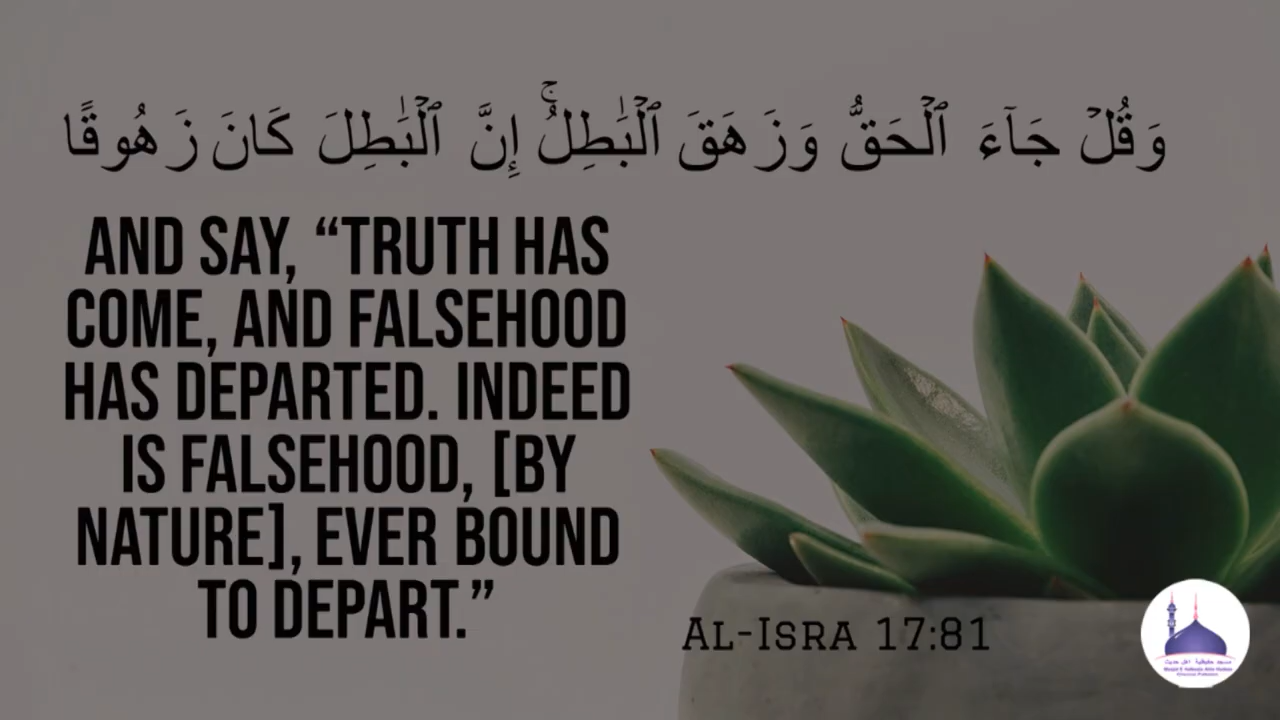 وَقُلْ جَآءَ ٱلْحَقُّ وَزَهَقَ ٱلْبَٰطِلُ ۚ إِنَّ ٱلْبَٰطِلَ كَانَ زَهُوقًا
AND SAY, “TRUTH HAS
COME, AND FALSEHOOD
HAS DEPARTED. INDEED
IS FALSEHOOD, [BY
NATURE], EVER BOUND
TO DEPART.”
AL-ISRA 17:81